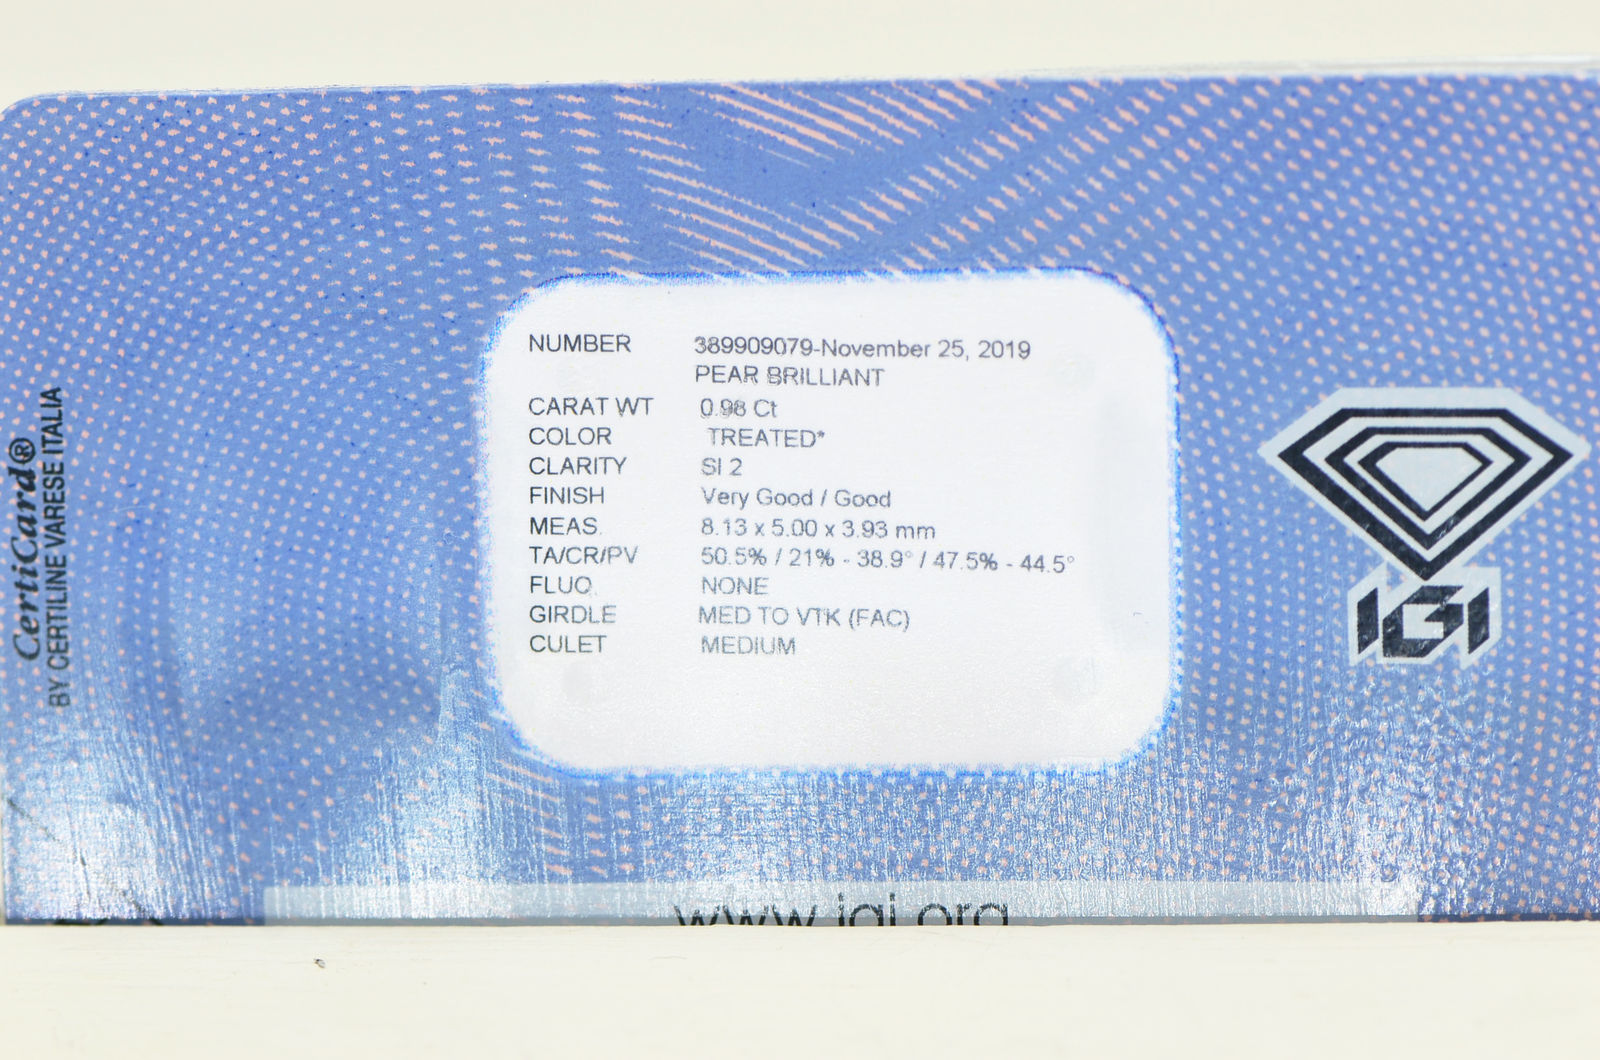 NUMBER 389909079-November 25, 2019
PEAR BRILLIANT
CARAT WT 0.98 Ct
COLOR TREATED*
CLARITY SI 2
FINISH Very Good / Good
MEAS. 8.13 x 5.00 x 3.93 mm
TA/CR/PV 50.5% / 21% - 38.9° / 47.5% - 44.5°
FLUO. NONE
GIRDLE MED TO VTK (FAC)
CULET MEDIUM
CertiCard®
BY CERTILINE VARESE ITALIA
IGI
www.igi.org